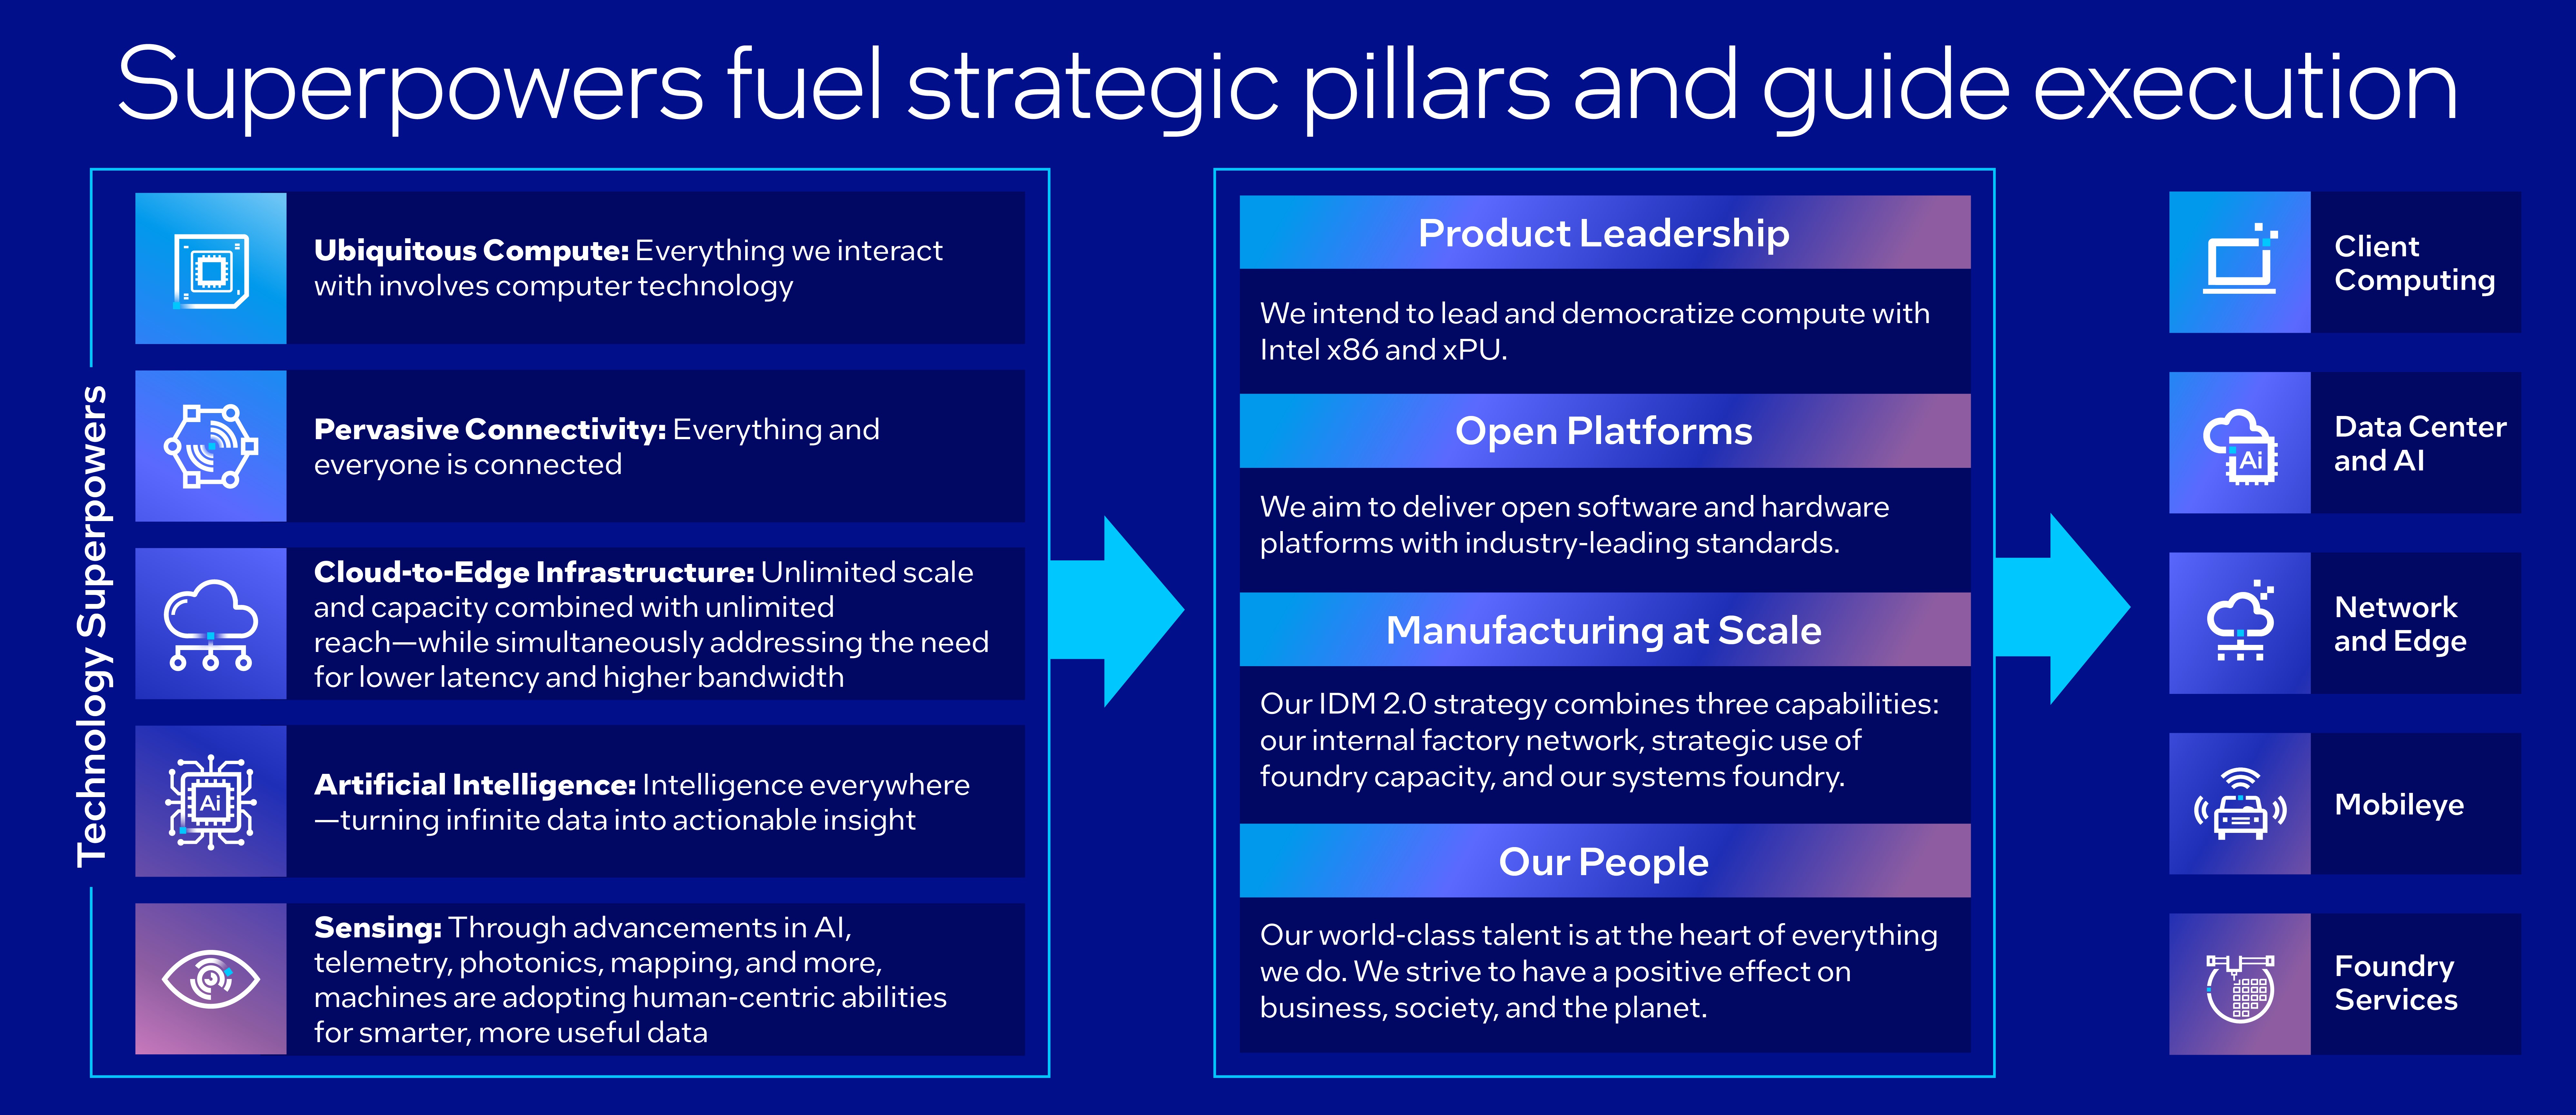 Superpowers fuel strategic pillars and guide execution
Technology Superpowers
Ubiquitous Compute: Everything we interact
with involves computer technology
Pervasive Connectivity: Everything and
everyone is connected
Cloud-to-Edge Infrastructure: Unlimited scale
and capacity combined with unlimited
reach—while simultaneously addressing the need
for lower latency and higher bandwidth
Ai
Artificial Intelligence: Intelligence everywhere
—turning infinite data into actionable insight
Sensing: Through advancements in AI,
telemetry, photonics, mapping, and more,
machines are adopting human-centric abilities
for smarter, more useful data
Product Leadership
We intend to lead and democratize compute with
Intel x86 and xPU.
Open Platforms
We aim to deliver open software and hardware
platforms with industry-leading standards.
Manufacturing at Scale
Our IDM 2.0 strategy combines three capabilities:
our internal factory network, strategic use of
foundry capacity, and our systems foundry.
Our People
Our world-class talent is at the heart of everything
we do. We strive to have a positive effect on
business, society, and the planet.
Client
Computing
Ai
Data Center
and AI
Network
and Edge
Mobileye
Foundry
Services